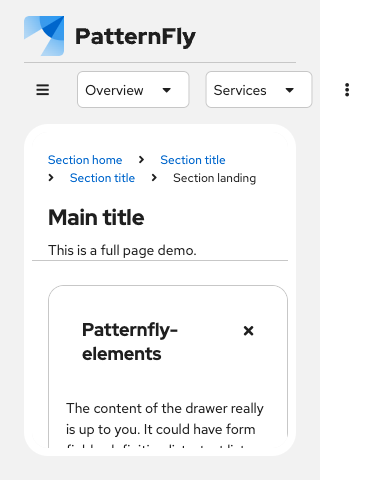 PatternFly
Overview
Services
Section home
Section title
Section title
Section landing
Main title
This is a full page demo.
Patternfly-
elements
The content of the drawer really
is up to you. It could have form